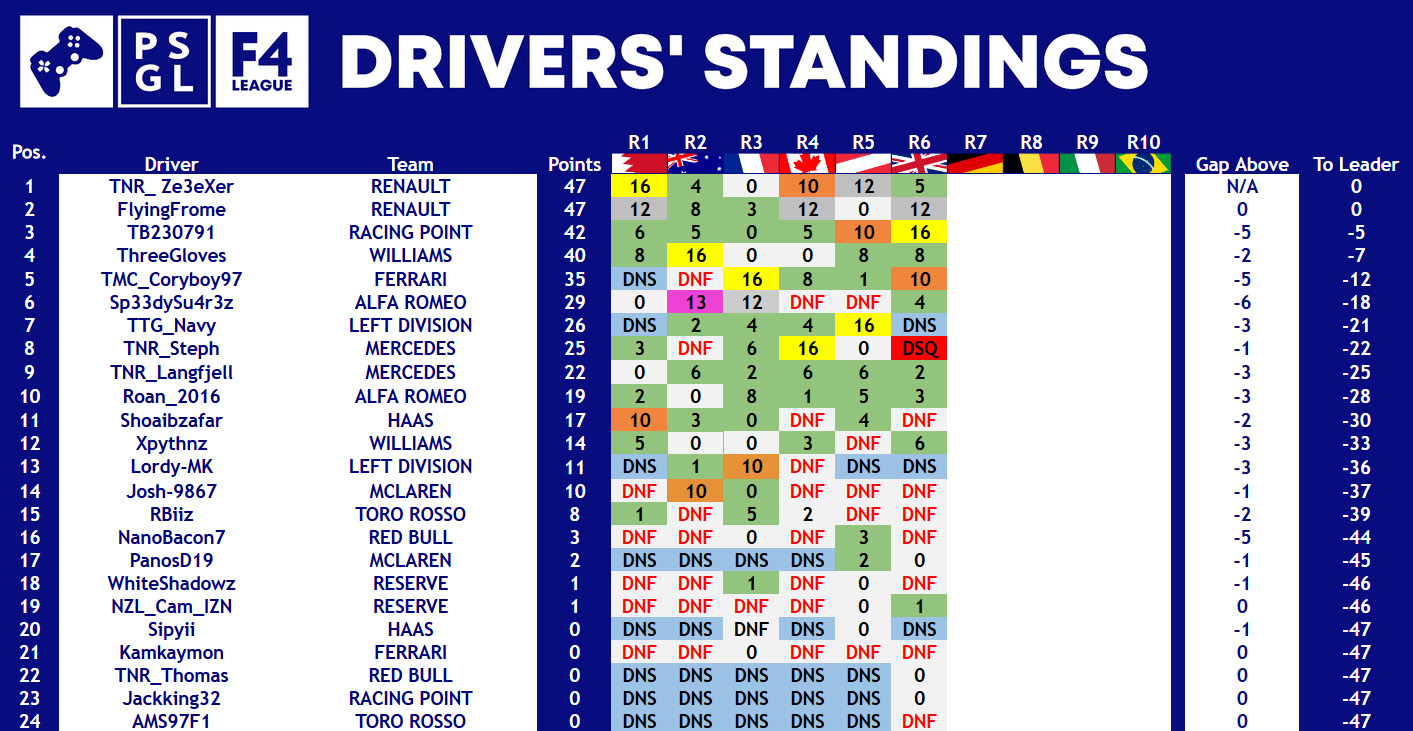 PS
GL
F4
LEAGUE
DRIVERS' STANDINGS
Pos. Driver Team Points R1 R2 R3 R4 R5 R6 R7 R8 R9 R10 Gap Above To Leader
1 TNR_ Ze3eXer RENAULT 47 16 4 0 10 12 5 N/A 0
2 FlyingFrome RENAULT 47 12 8 3 12 0 12 0 0
3 TB230791 RACING POINT 42 6 5 0 5 10 16 -5 -5
4 ThreeGloves WILLIAMS 40 8 16 0 0 8 8 -2 -7
5 TMC_Coryboy97 FERRARI 35 DNS DNF 16 8 1 10 -5 -12
6 Sp33dySu4r3z ALFA ROMEO 29 0 13 12 DNF DNF 4 -6 -18
7 TTG_Navy LEFT DIVISION 26 DNS 2 4 4 16 DNS -3 -21
8 TNR_Steph MERCEDES 25 3 DNF 6 16 0 DSQ -1 -22
9 TNR_Langfjell MERCEDES 22 0 6 2 6 6 2 -3 -25
10 Roan_2016 ALFA ROMEO 19 2 0 8 1 5 3 -3 -28
11 Shoaibzafar HAAS 17 10 3 0 DNF 4 DNF -2 -30
12 Xpythnz WILLIAMS 14 5 0 0 3 DNF 6 -3 -33
13 Lordy-MK LEFT DIVISION 11 DNS 1 10 DNF DNS DNS -3 -36
14 Josh-9867 MCLAREN 10 DNF 10 0 DNF DNF DNF -1 -37
15 RBiiz TORO ROSSO 8 1 DNF 5 2 DNF DNF -2 -39
16 NanoBacon7 RED BULL 3 DNF DNF 0 DNF 3 DNF -5 -44
17 PanosD19 MCLAREN 2 DNS DNS DNS DNS 2 0 -1 -45
18 WhiteShadowz RESERVE 1 DNF DNF 1 DNF 0 DNF -1 -46
19 NZL_Cam_IZN RESERVE 1 DNF DNF DNF DNF 0 1 0 -46
20 Sipyii HAAS 0 DNS DNS DNF DNS 0 DNS -1 -47
21 Kamkaymon FERRARI 0 DNF DNF 0 DNF DNF DNF 0 -47
22 TNR_Thomas RED BULL 0 DNS DNS DNS DNS DNS 0 0 -47
23 Jackking32 RACING POINT 0 DNS DNS DNS DNS DNS 0 0 -47
24 AMS97F1 TORO ROSSO 0 DNS DNS DNS DNS DNS DNF 0 -47